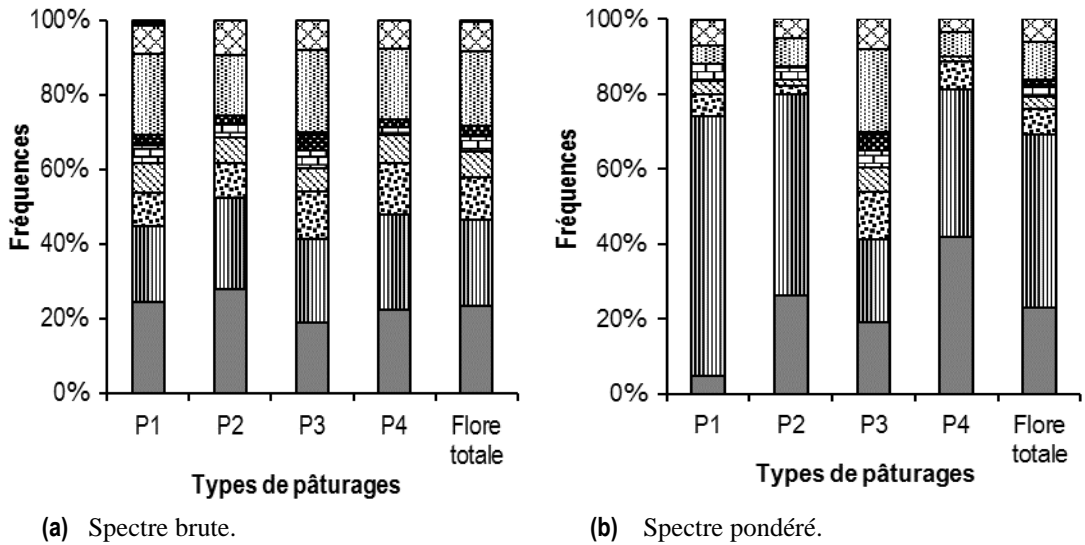 100%
80%
60%
40%
20%
0%
Fréquences
P1 P2 P3 P4 Flore totale
Types de pâturages
(a) Spectre brute.
100%
80%
60%
40%
20%
0%
Fréquences
P1 P2 P3 P4 Flore totale
Types de pâturages
(b) Spectre pondéré.